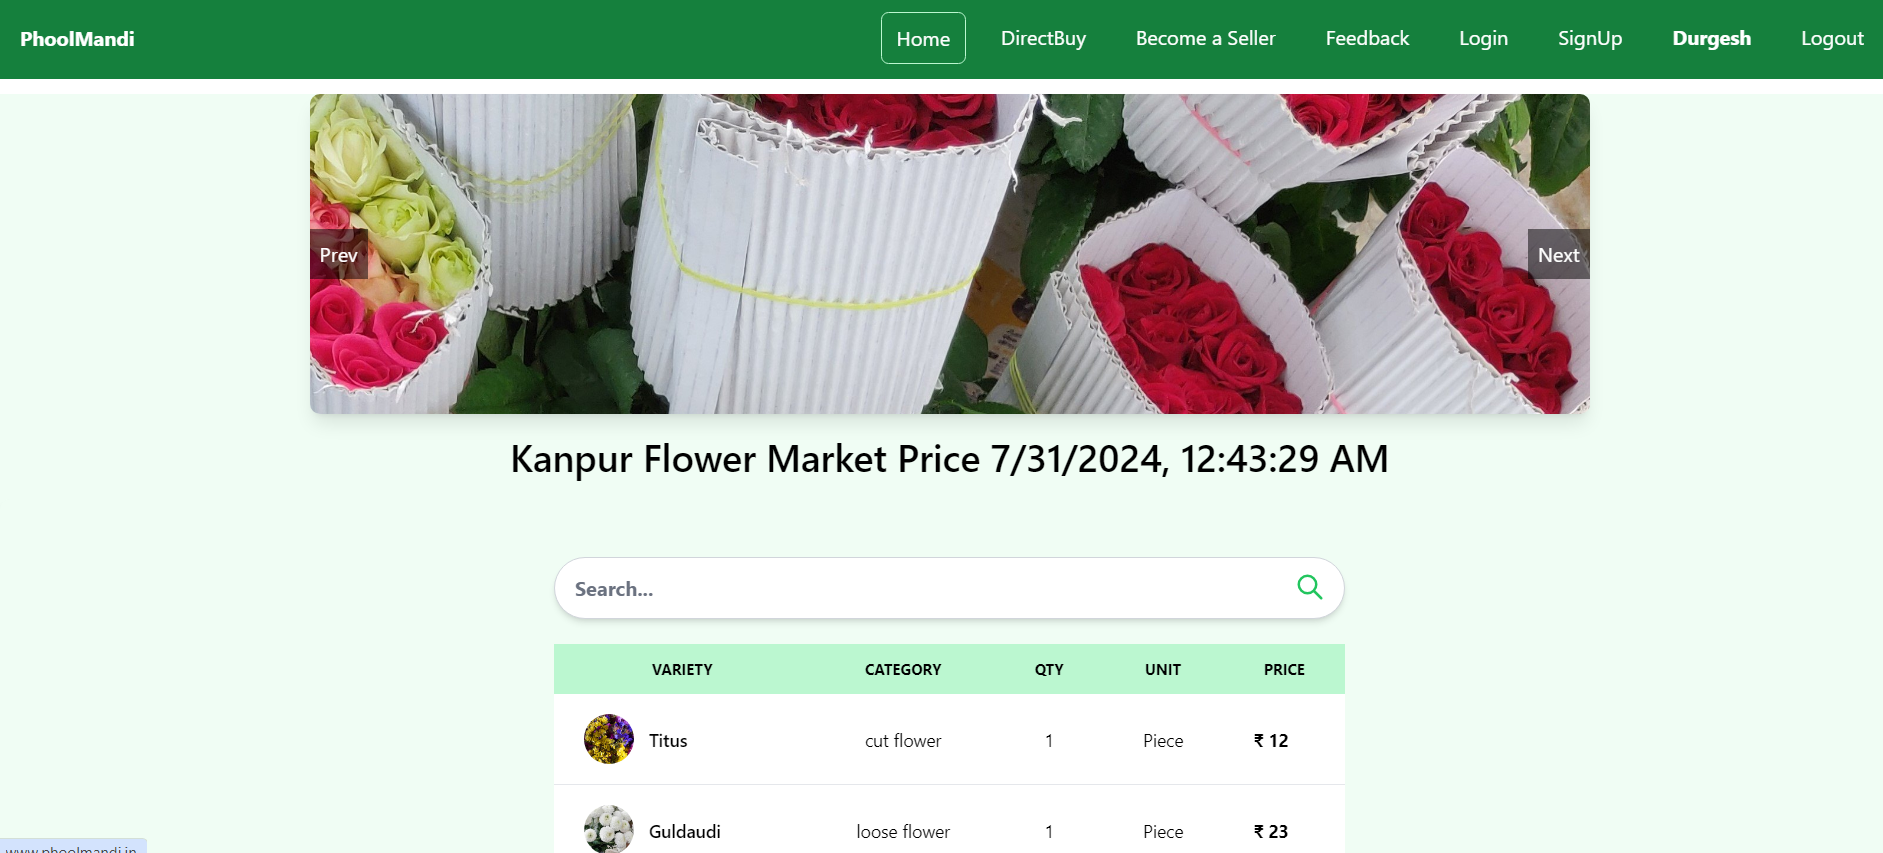 PhoolMandi Home DirectBuy Become a Seller Feedback Login SignUp Durgesh Logout
Prev Next
Kanpur Flower Market Price 7/31/2024, 12:43:29 AM
Search...
VARIETY CATEGORY QTY UNIT PRICE
Titus cut flower 1 Piece ₹ 12
Guldaudi loose flower 1 Piece ₹ 23
www.phoolmandi.in